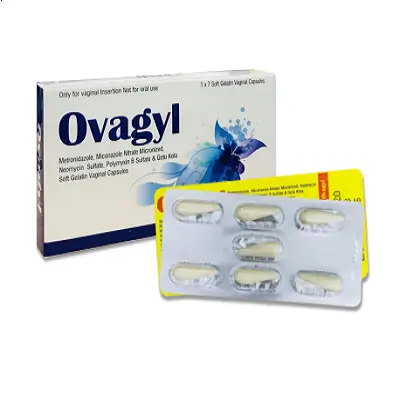 Only for vaginal Insertion Not for oral use
1 x 7 Soft Gelatin Vaginal Capsules
Ovagyl
Metronidazole, Miconazole Nitrate Micronized,
Neomycin Sulfate, Polymyxin B Sulfate & Gotu Kola
Soft Gelatin Vaginal Capsules